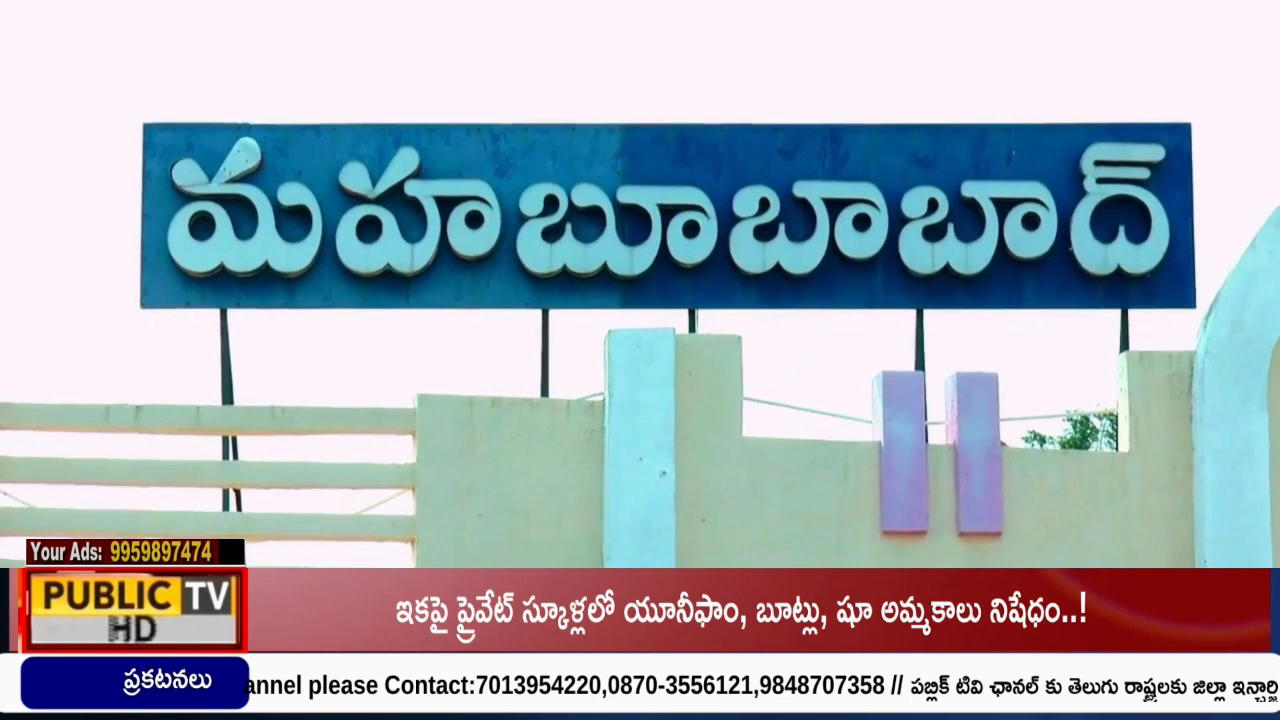 మహబూబాబాద్
Your Ads: 9959897474
PUBLIC TV
HD
ఇకపై ప్రైవేట్ స్కూళ్లలో యూనీఫాం, బూట్లు, షూ అమ్మకాలు నిషేధం..!
ప్రకటనలు
annel please Contact:7013954220,0870-3556121,9848707358 // పబ్లిక్ టివి ఛానల్ కు తెలుగు రాష్ట్రలకు జిల్లా